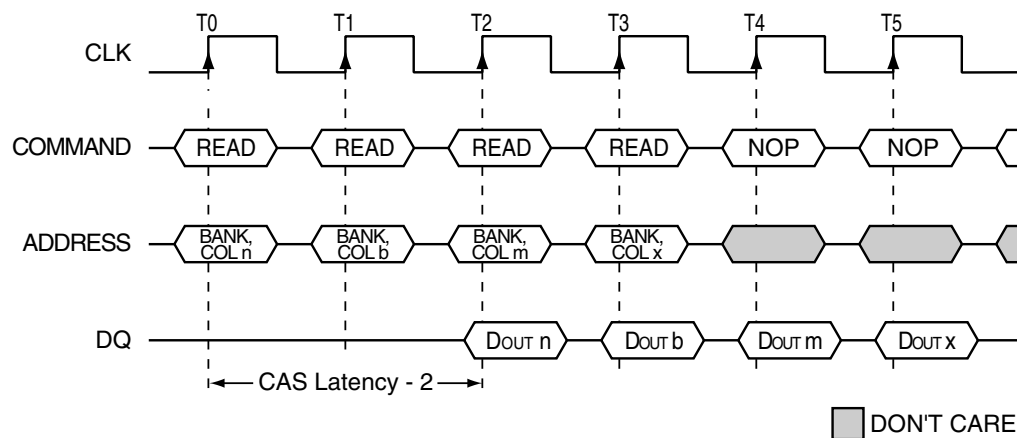 T0 T1 T2 T3 T4 T5
CLK
COMMAND READ READ READ READ NOP NOP
ADDRESS
BANK, COL n
BANK, COL b
BANK, COL m
BANK, COL x
DQ DOUT n DOUT b DOUT m DOUT x
CAS Latency - 2
DON'T CARE